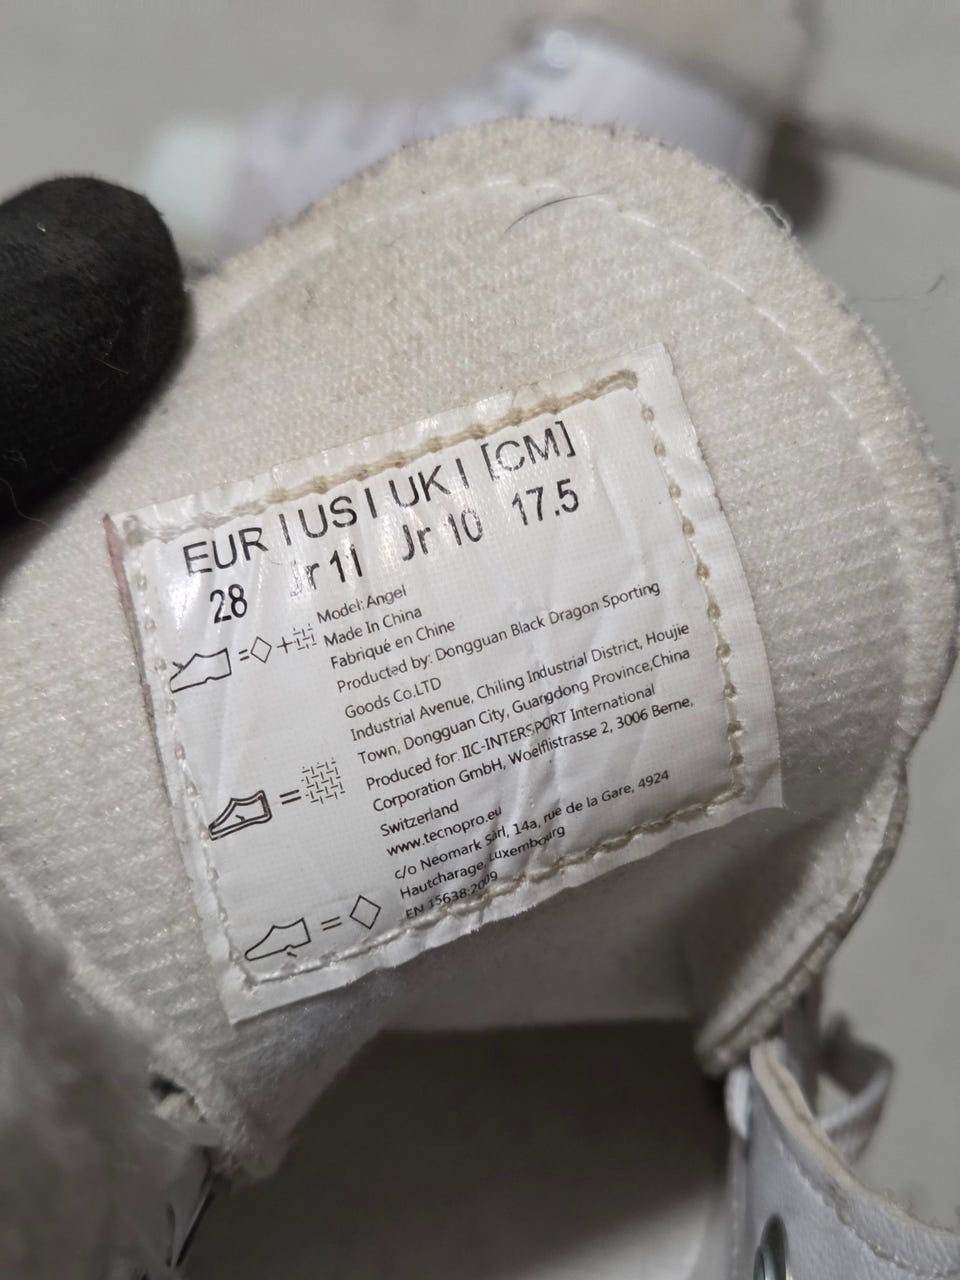 EUR | US | UK | [CM]
28 Jr 11 Jr 10 17.5
Model: Angel
Made In China
Fabriqué en Chine
Producted by: Dongguan Black Dragon Sporting
Goods Co.LTD
Industrial Avenue, Chiling Industrial District, Houjie
Town, Dongguan City, Guangdong Province,China
Produced for: IIC-INTERSPORT International
Corporation GmbH, Woelflistrasse 2, 3006 Berne,
Switzerland
www.tecnopro.eu
c/o Neomark Sàrl, 14a, rue de la Gare, 4924
Hautcharage, Luxembourg
EN 15638:2009